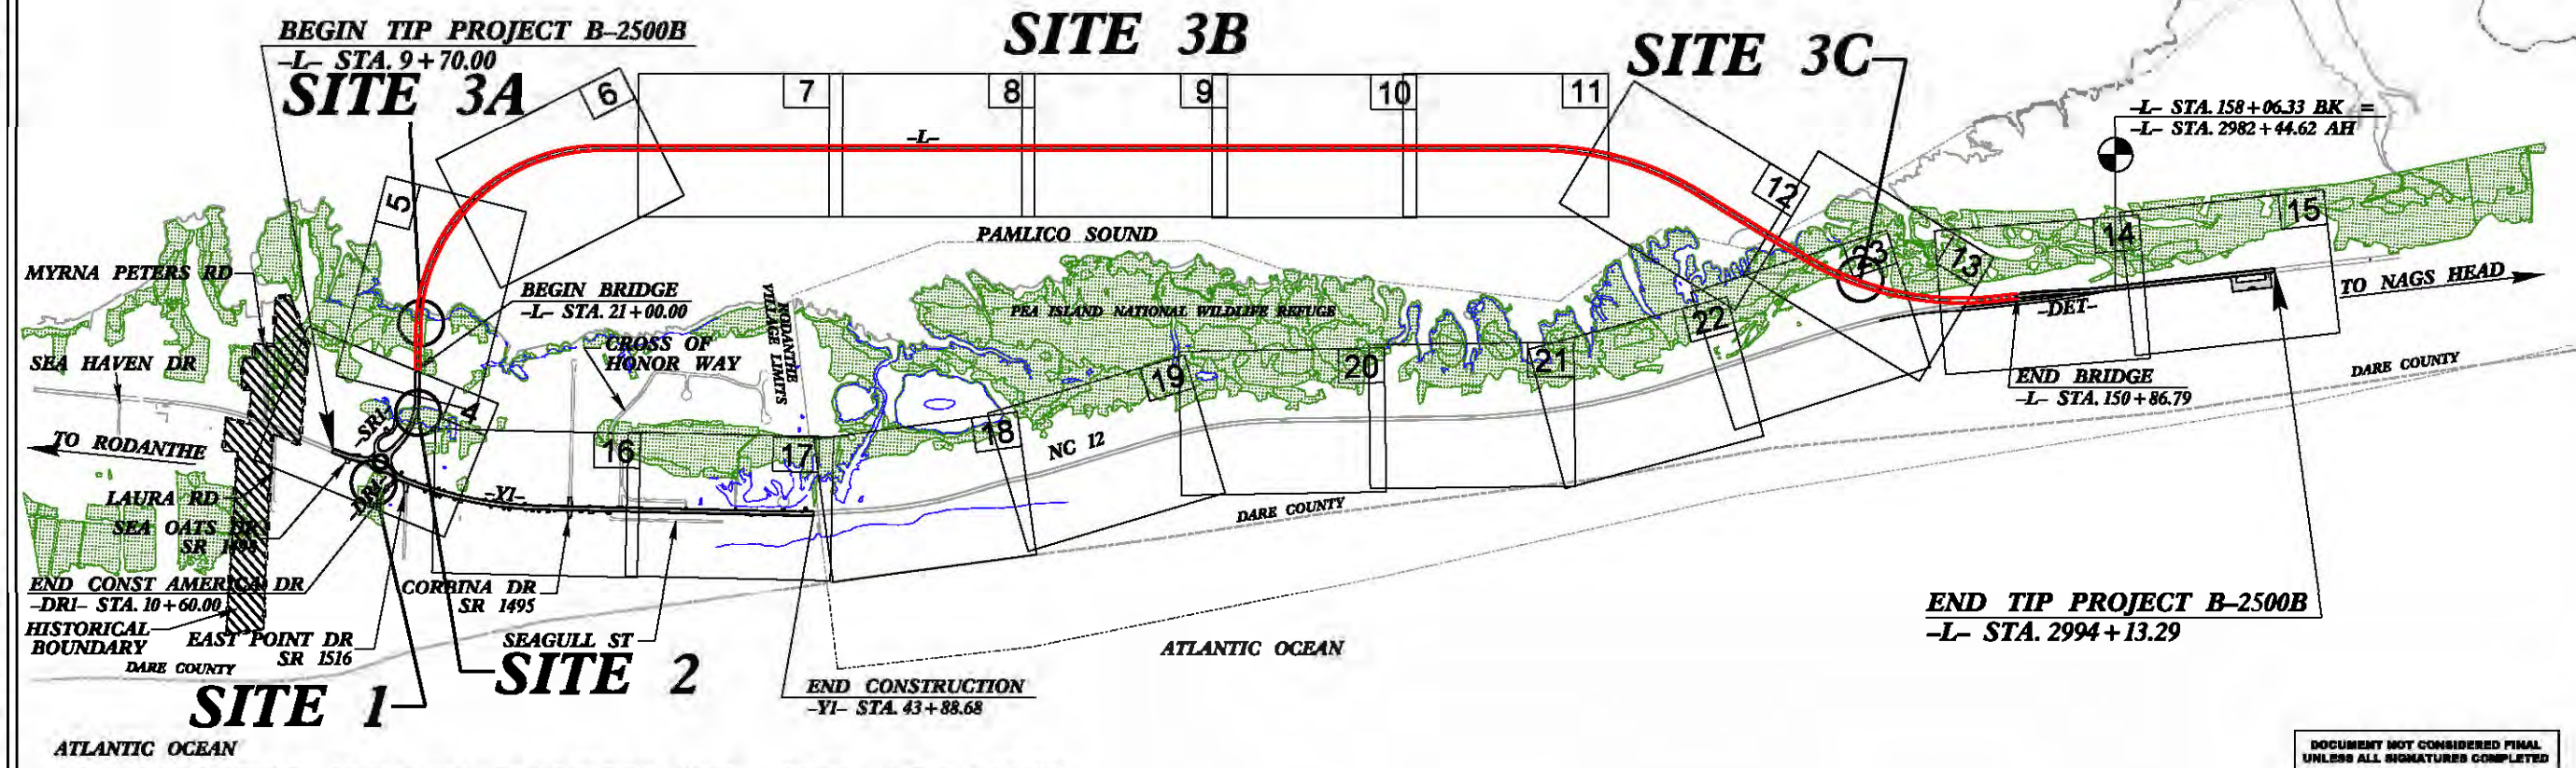 BEGIN TIP PROJECT B-2500B
-L- STA. 9+70.00
SITE 3A
SITE 3B
SITE 3C
6
7
8
9
10
11
-L-
-L- STA. 158+06.33 BK =
-L- STA. 2982+44.62 AH
5
12
PAMLICO SOUND
23
13
14
15
MYRNA PETERS RD
BEGIN BRIDGE
-L- STA. 21+00.00
RODANTHE
VILLAGE LIMITS
PEA ISLAND NATIONAL WILDLIFE REFUGE
22
-DET-
TO NAGS HEAD
SEA HAVEN DR
CROSS OF
HONOR WAY
19
20
21
END BRIDGE
-L- STA. 150+86.79
DARE COUNTY
4
-SR1-
TO RODANTHE
16
17
18
NC 12
LAURA RD
-DR1-
-Y1-
SEA OATS DR
SR
DARE COUNTY
END CONST AMERICA DR
-DR1- STA. 10+60.00
CORBINA DR
SR 1495
HISTORICAL
BOUNDARY
EAST POINT DR
SR 1516
SEAGULL ST
DARE COUNTY
ATLANTIC OCEAN
END TIP PROJECT B-2500B
-L- STA. 2994+13.29
SITE 1
SITE 2
END CONSTRUCTION
-Y1- STA. 43+88.68
ATLANTIC OCEAN
DOCUMENT NOT CONSIDERED FINAL
UNLESS ALL SIGNATURES COMPLETED